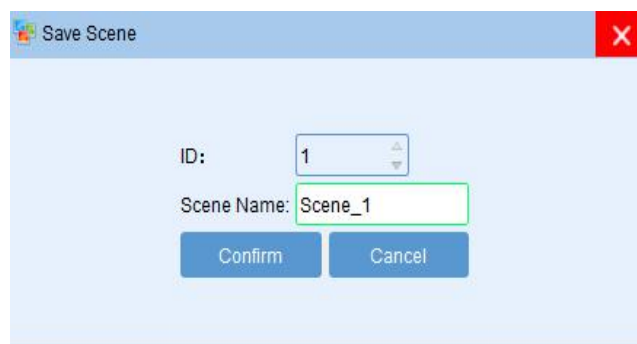 Save Scene
ID: 1
Scene Name: Scene_1
Confirm Cancel